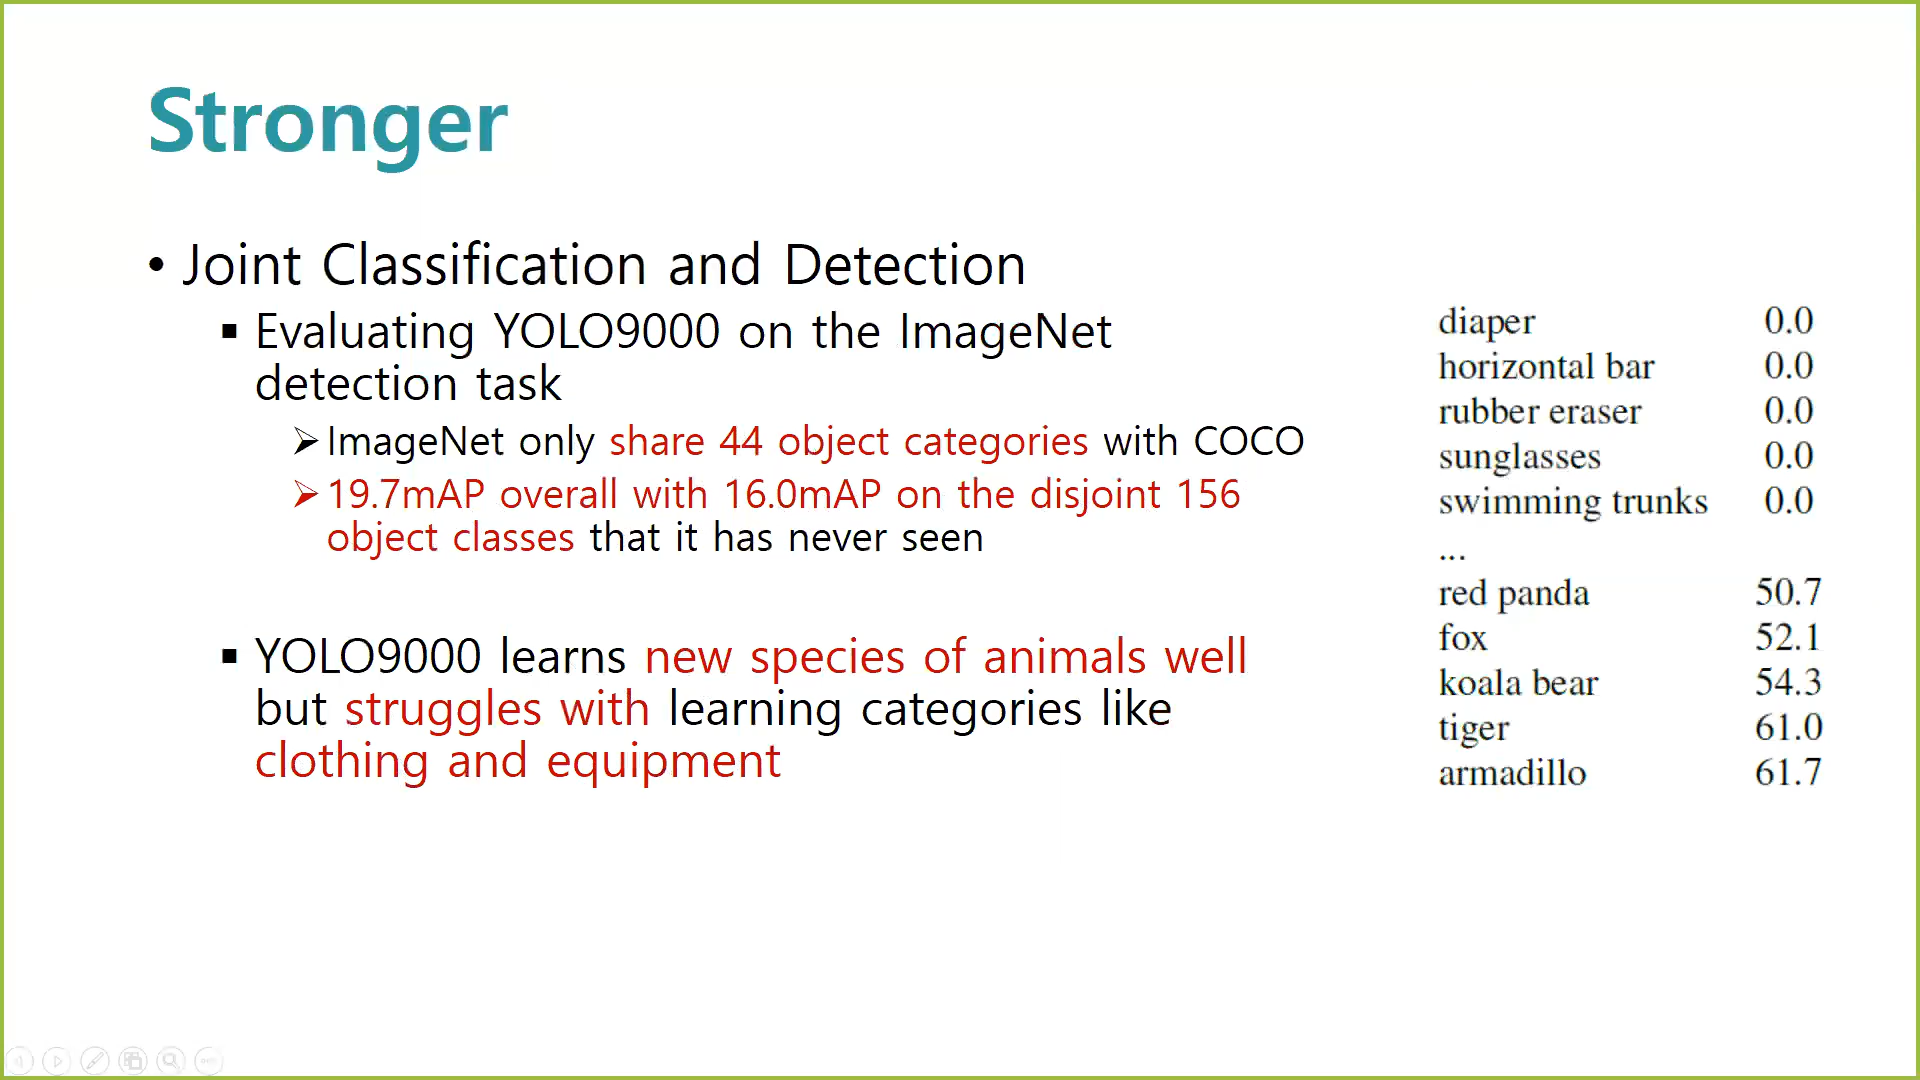 Stronger
• Joint Classification and Detection
▪ Evaluating YOLO9000 on the ImageNet
detection task
➢ ImageNet only share 44 object categories with COCO
➢ 19.7mAP overall with 16.0mAP on the disjoint 156
object classes that it has never seen
▪ YOLO9000 learns new species of animals well
but struggles with learning categories like
clothing and equipment
diaper 0.0
horizontal bar 0.0
rubber eraser 0.0
sunglasses 0.0
swimming trunks 0.0
...
red panda 50.7
fox 52.1
koala bear 54.3
tiger 61.0
armadillo 61.7